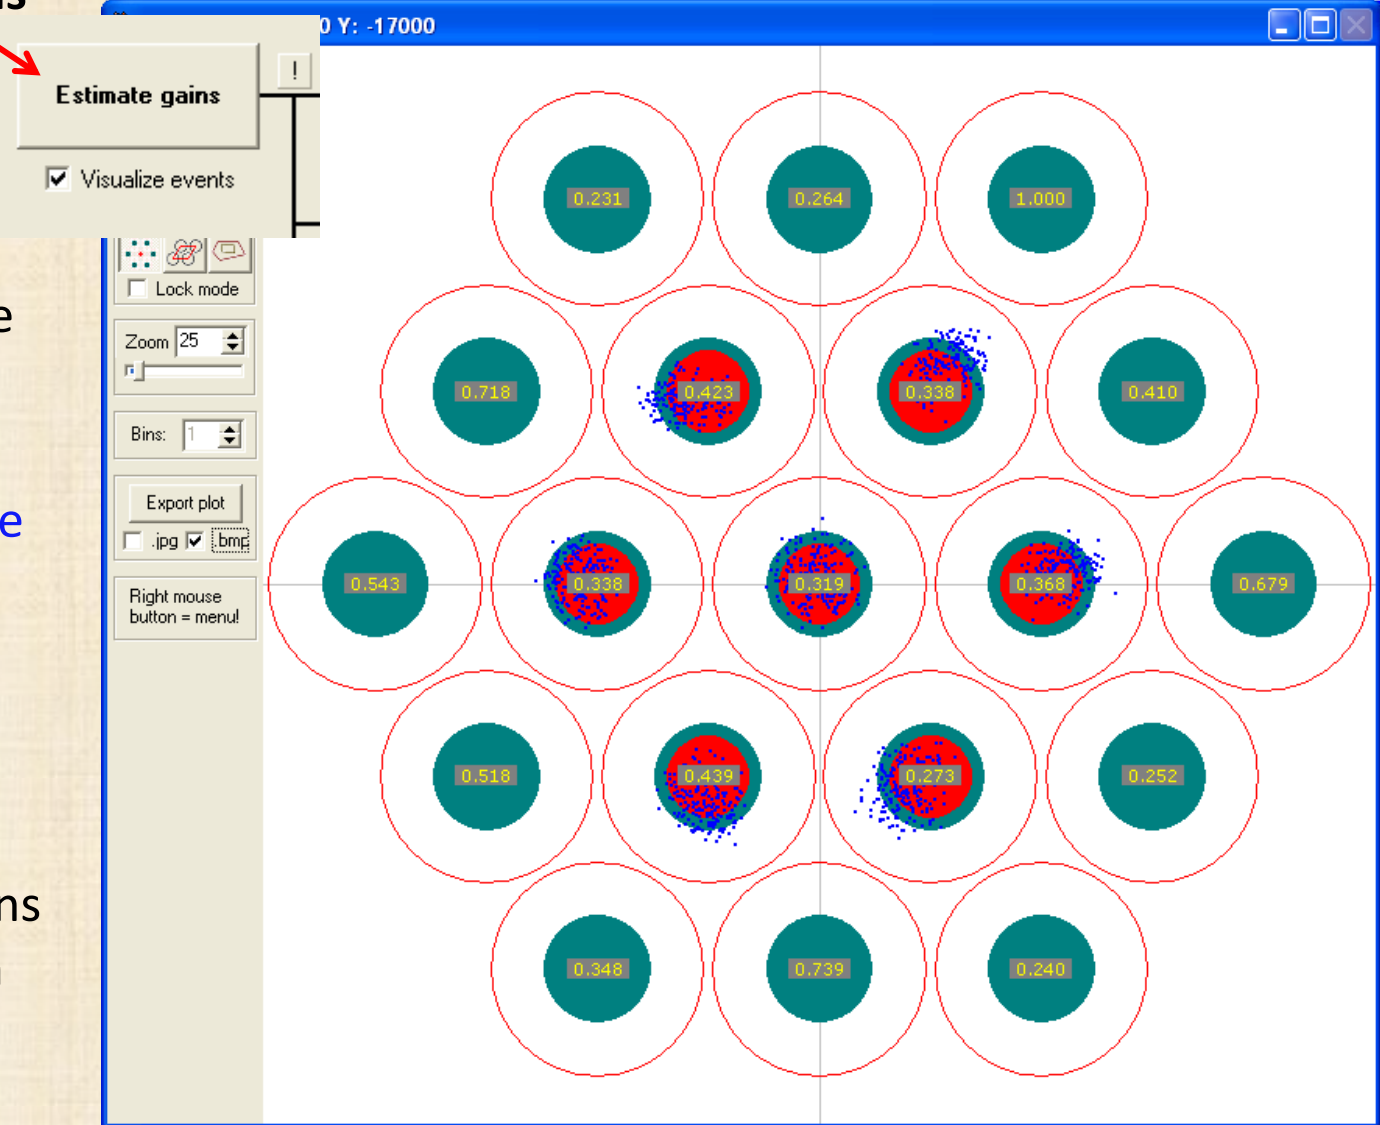 0 Y: -17000
Estimate gains
!
Visualize events
Lock mode
Zoom 25
Bins: 1
Export plot
.jpg .bmp
Right mouse
button = menu!
0.231 0.264 1.000
0.718 0.423 0.338 0.410
0.543 0.338 0.319 0.368 0.679
0.518 0.439 0.273 0.252
0.348 0.739 0.240